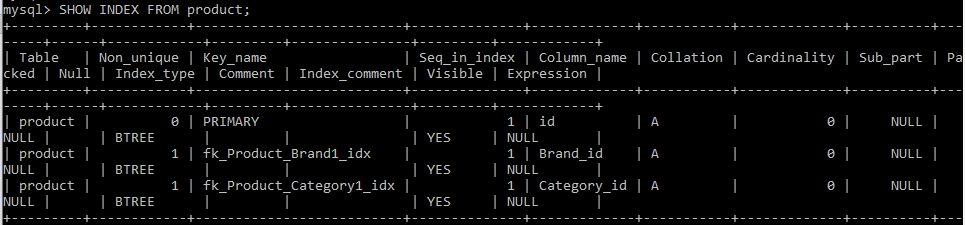 mysql> SHOW INDEX FROM product;
+---------+------------+--------------------------+--------------+-------------+-----------+-------------+----------+---
-----+------+------------+---------+---------------+---------+------------+
| Table   | Non_unique | Key_name                 | Seq_in_index | Column_name | Collation | Cardinality | Sub_part | Pa
cked | Null | Index_type | Comment | Index_comment | Visible | Expression |
+---------+------------+--------------------------+--------------+-------------+-----------+-------------+----------+---
-----+------+------------+---------+---------------+---------+------------+
| product |          0 | PRIMARY                  |            1 | id          | A         |           0 |     NULL |
NULL |      | BTREE      |         |               | YES     | NULL       |
| product |          1 | fk_Product_Brand1_idx    |            1 | Brand_id    | A         |           0 |     NULL |
NULL |      | BTREE      |         |               | YES     | NULL       |
| product |          1 | fk_Product_Category1_idx |            1 | Category_id | A         |           0 |     NULL |
NULL |      | BTREE      |         |               | YES     | NULL       |
+---------+------------+--------------------------+--------------+-------------+-----------+-------------+----------+---